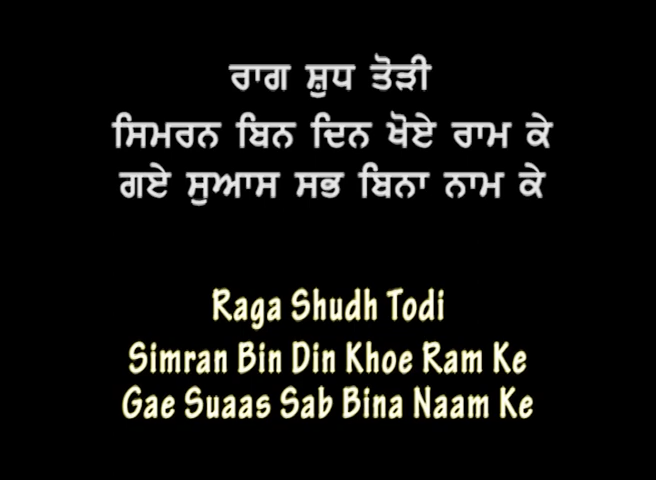 ਰਾਗ ਸ਼ੁਧ ਤੋੜੀ
ਸਿਮਰਨ ਬਿਨ ਦਿਨ ਖੋਏ ਰਾਮ ਕੇ
ਗਏ ਸੁਆਸ ਸਭ ਬਿਨਾ ਨਾਮ ਕੇ
Raga Shudh Todi
Simran Bin Din Khoe Ram Ke
Gae Suaas Sab Bina Naam Ke